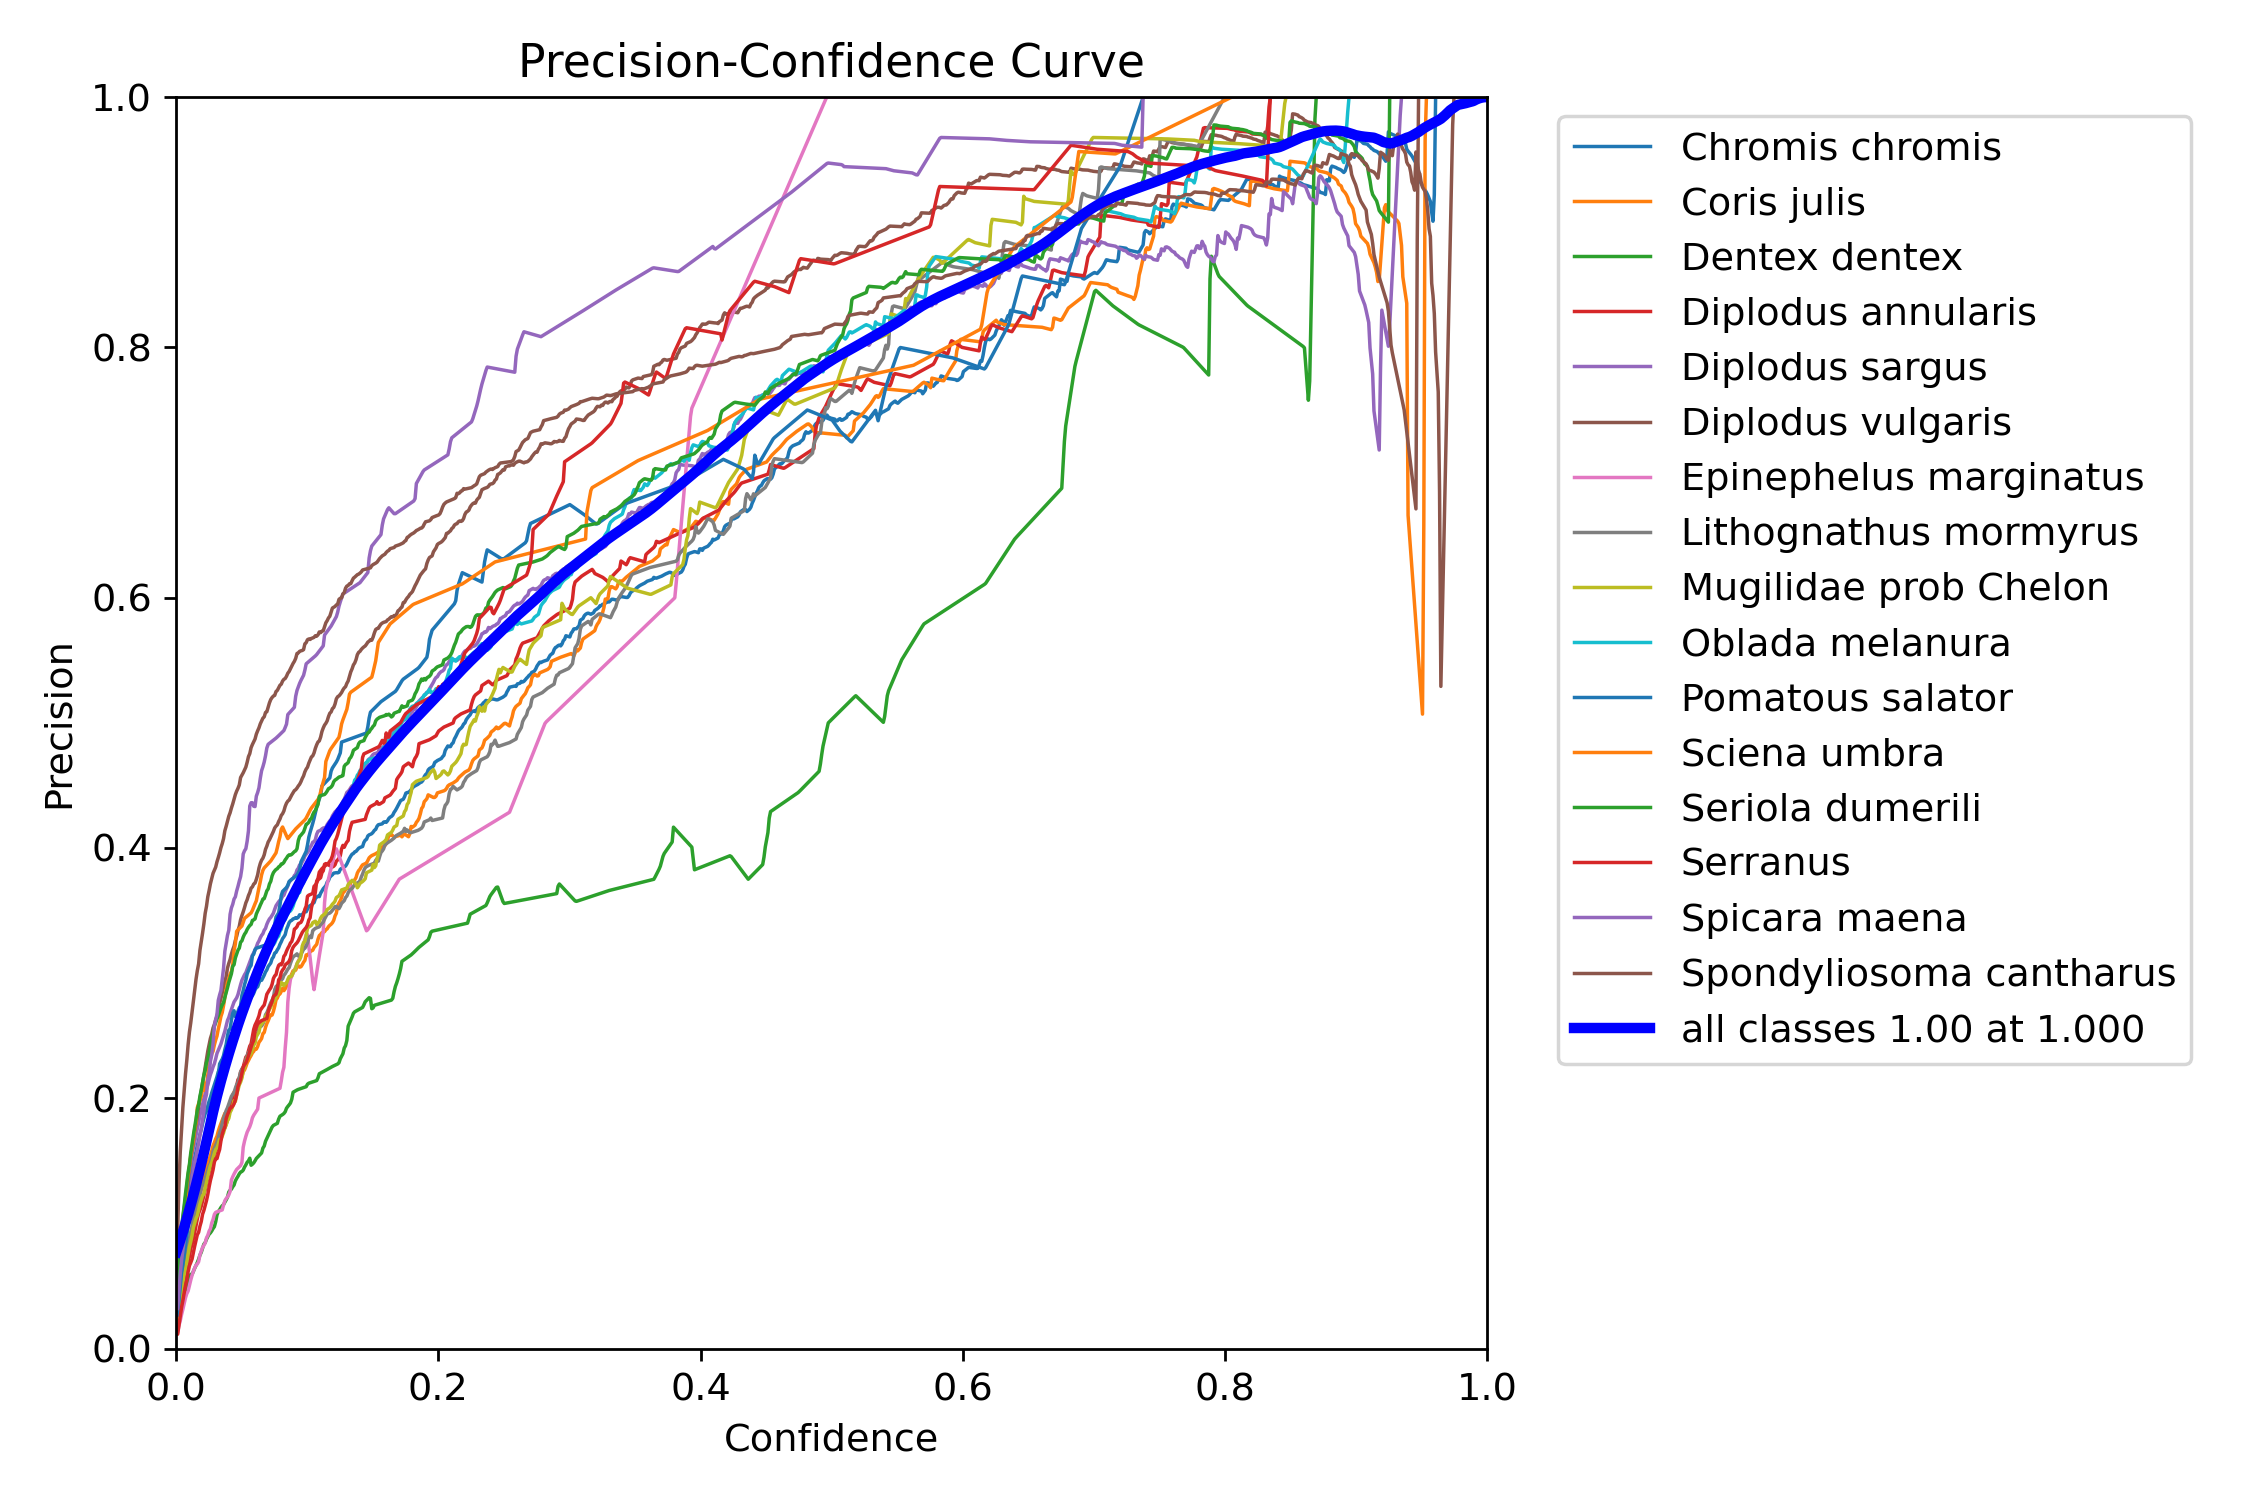 Precision-Confidence Curve
1.0
0.8
0.6
0.4
0.2
0.0
Precision
0.0 0.2 0.4 0.6 0.8 1.0
Confidence
Chromis chromis
Coris julis
Dentex dentex
Diplodus annularis
Diplodus sargus
Diplodus vulgaris
Epinephelus marginatus
Lithognathus mormyrus
Mugilidae prob Chelon
Oblada melanura
Pomatous salator
Sciena umbra
Seriola dumerili
Serranus
Spicara maena
Spondyliosoma cantharus
all classes 1.00 at 1.000